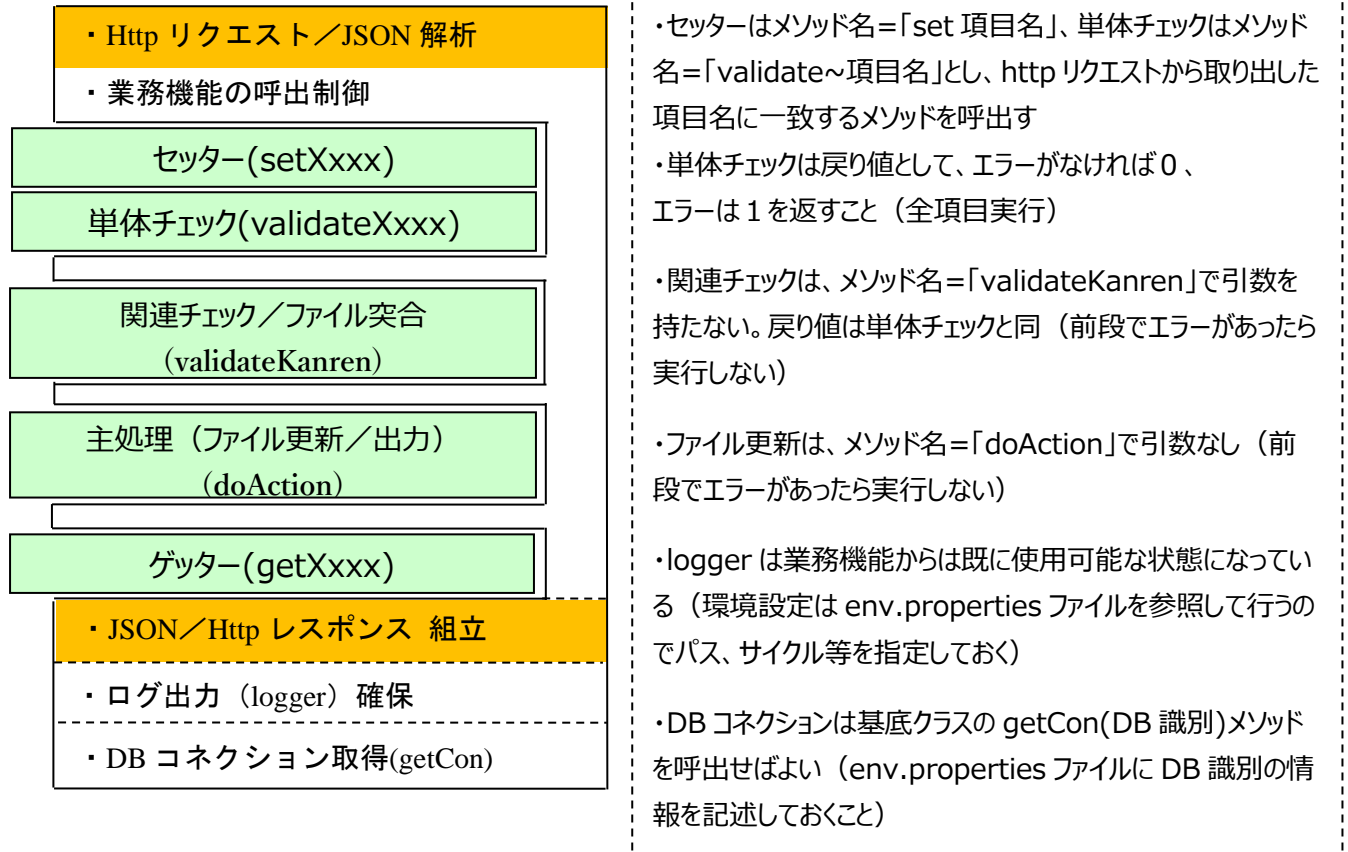 ・Http リクエスト／JSON 解析
・業務機能の呼出制御
セッター(setXxxx)
単体チェック(validateXxxx)
関連チェック／ファイル突合
（validateKanren）
主処理（ファイル更新／出力）
（doAction）
ゲッター(getXxxx)
・JSON／Http レスポンス 組立
・ログ出力（logger）確保
・DB コネクション取得(getCon)
・セッターはメソッド名＝「set 項目名」、単体チェックはメソッド
名＝「validate~項目名」とし、http リクエストから取り出した
項目名に一致するメソッドを呼出す
・単体チェックは戻り値として、エラーがなければ０、
エラーは１を返すこと（全項目実行）
・関連チェックは、メソッド名＝「validateKanren」で引数を
持たない。戻り値は単体チェックと同（前段でエラーがあったら
実行しない）
・ファイル更新は、メソッド名＝「doAction」で引数なし（前
段でエラーがあったら実行しない）
・logger は業務機能からは既に使用可能な状態になってい
る（環境設定は env.properties ファイルを参照して行うの
でパス、サイクル等を指定しておく）
・DB コネクションは基底クラスの getCon(DB 識別)メソッド
を呼出せばよい（env.properties ファイルに DB 識別の情
報を記述しておくこと）